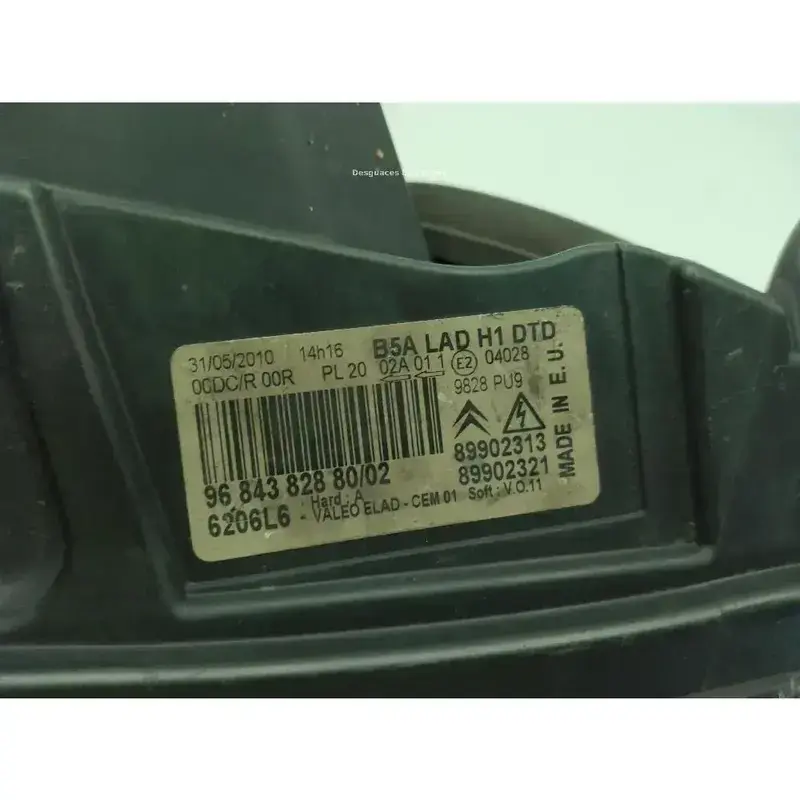 Desguaces
31/05/2010 14h16 B5A LAD H1 DTD
00DC/R 00R PL 20 02A 01 1 E2 04028
9828 PU9
89902313
96 843 828 80/02 89902321
Hard : A Soft : V.0.11
6206L6 - VALEO ELAD - CEM 01
MADE IN E.U.